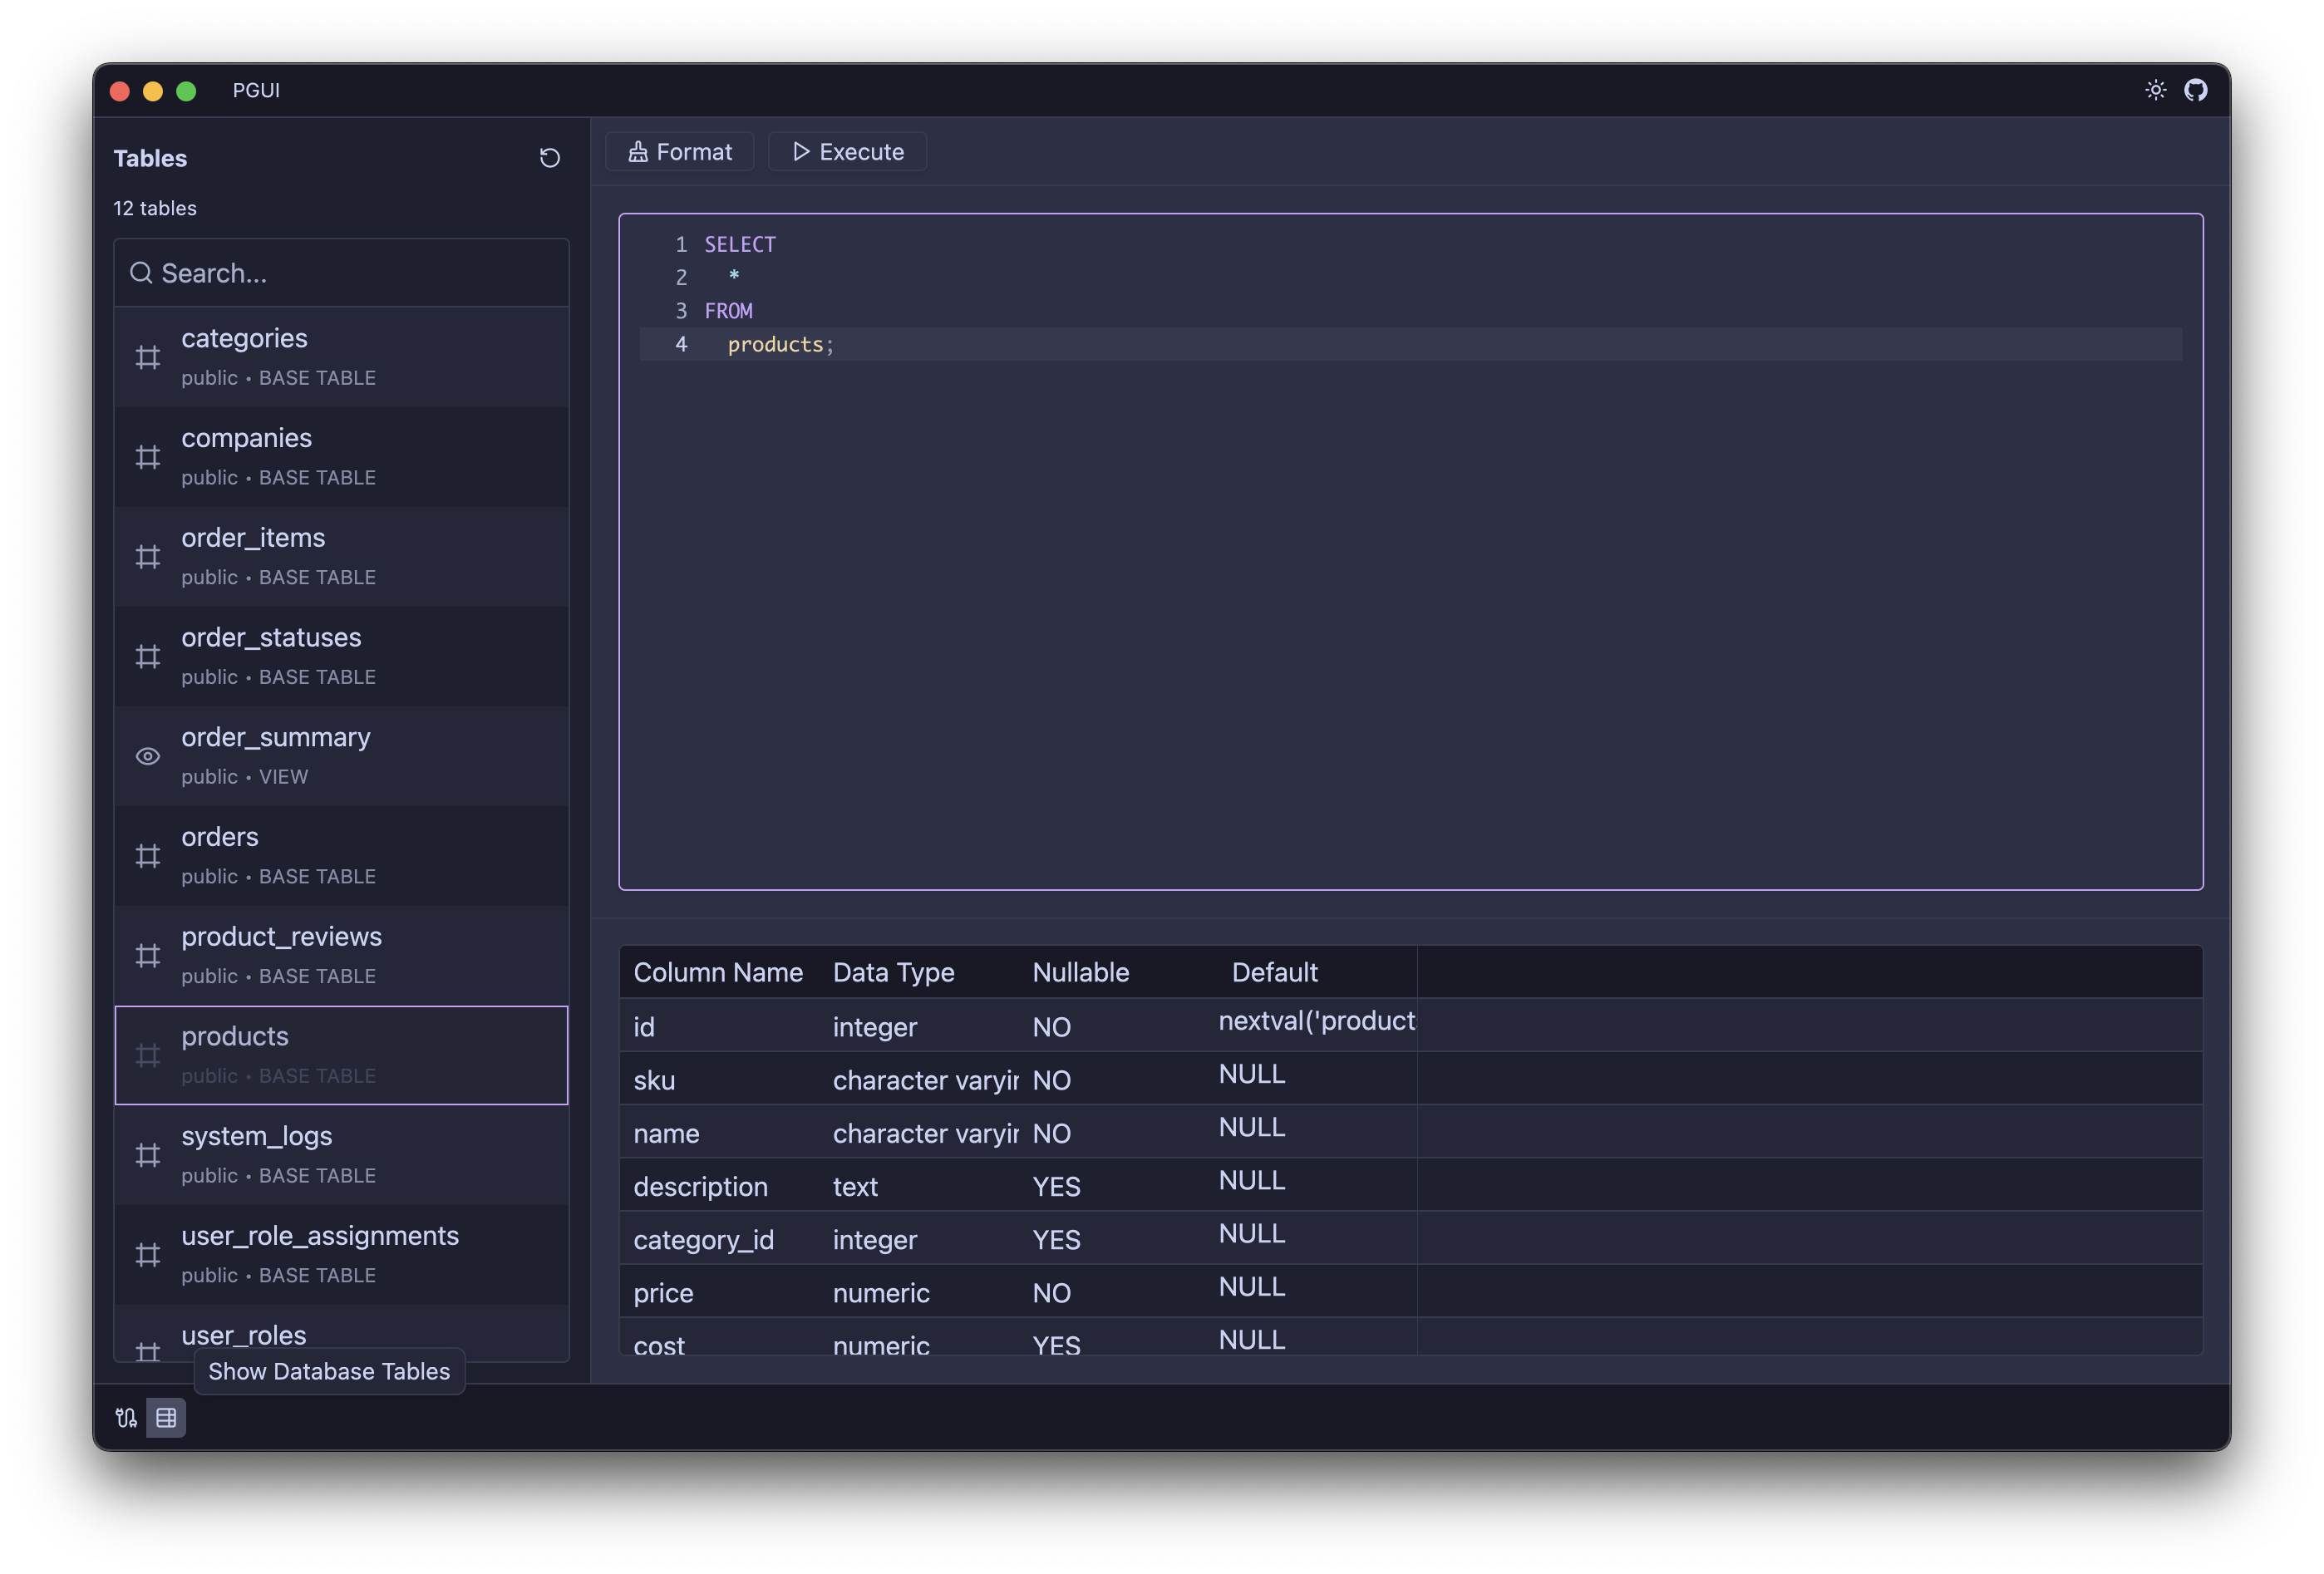 PGUI
Tables
12 tables
Search...
categories
public • BASE TABLE
companies
public • BASE TABLE
order_items
public • BASE TABLE
order_statuses
public • BASE TABLE
order_summary
public • VIEW
orders
public • BASE TABLE
product_reviews
public • BASE TABLE
products
public • BASE TABLE
system_logs
public • BASE TABLE
user_role_assignments
public • BASE TABLE
user_roles
Show Database Tables
Format Execute
1 SELECT
2 *
3 FROM
4 products;
Column Name Data Type Nullable Default
id integer NO nextval('product
sku character varyin NO NULL
name character varyin NO NULL
description text YES NULL
category_id integer YES NULL
price numeric NO NULL
cost numeric YES NULL